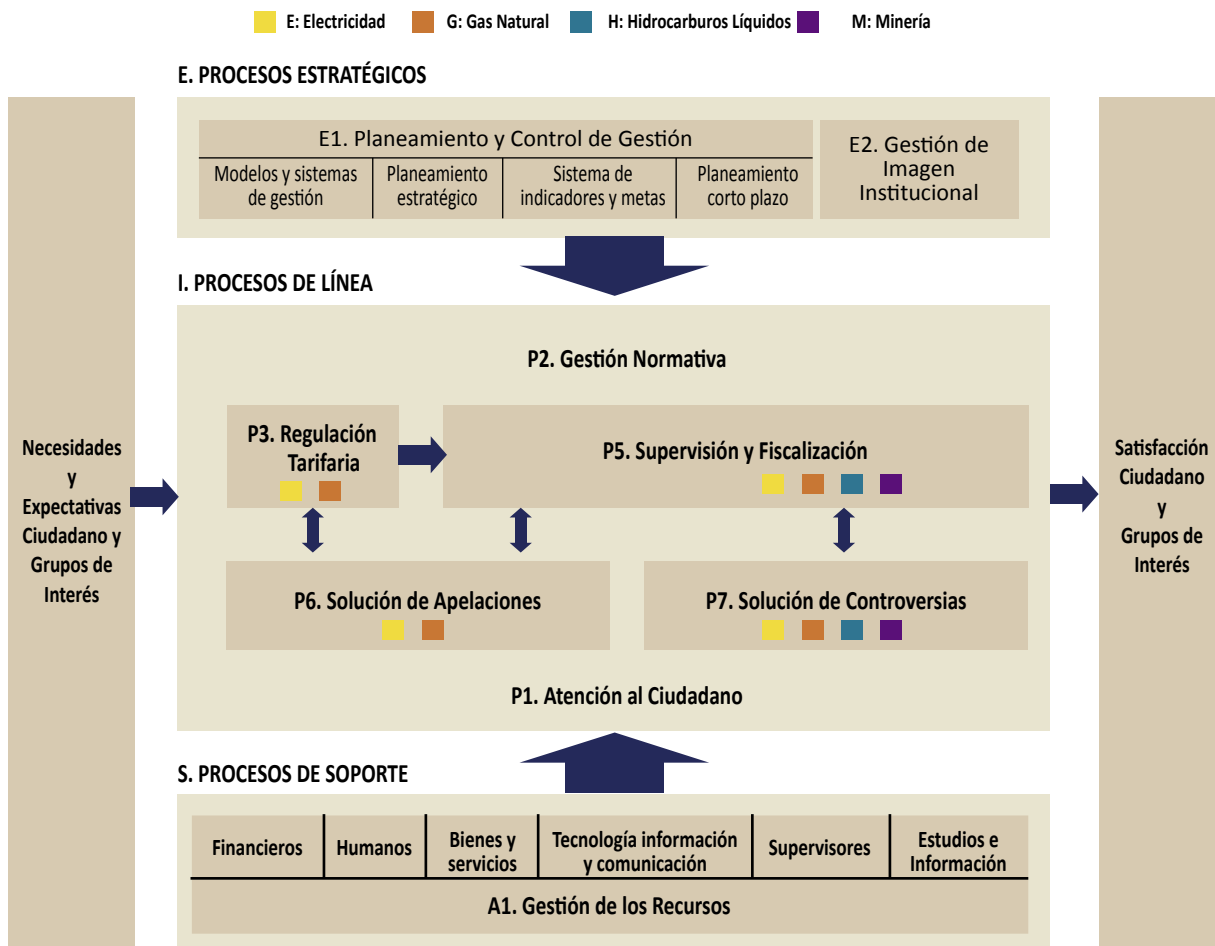 E: Electricidad
G: Gas Natural
H: Hidrocarburos Líquidos
M: Minería
E. PROCESOS ESTRATÉGICOS
E1. Planeamiento y Control de Gestión
Modelos y sistemas
de gestión
Planeamiento
estratégico
Sistema de
indicadores y metas
Planeamiento
corto plazo
E2. Gestión de
Imagen
Institucional
I. PROCESOS DE LÍNEA
Necesidades
y
Expectativas
Ciudadano y
Grupos de
Interés
P2. Gestión Normativa
P3. Regulación
Tarifaria
P5. Supervisión y Fiscalización
P6. Solución de Apelaciones
P7. Solución de Controversias
P1. Atención al Ciudadano
Satisfacción
Ciudadano
y
Grupos de
Interés
S. PROCESOS DE SOPORTE
Financieros
Humanos
Bienes y
servicios
Tecnología información
y comunicación
Supervisores
Estudios e
Información
A1. Gestión de los Recursos